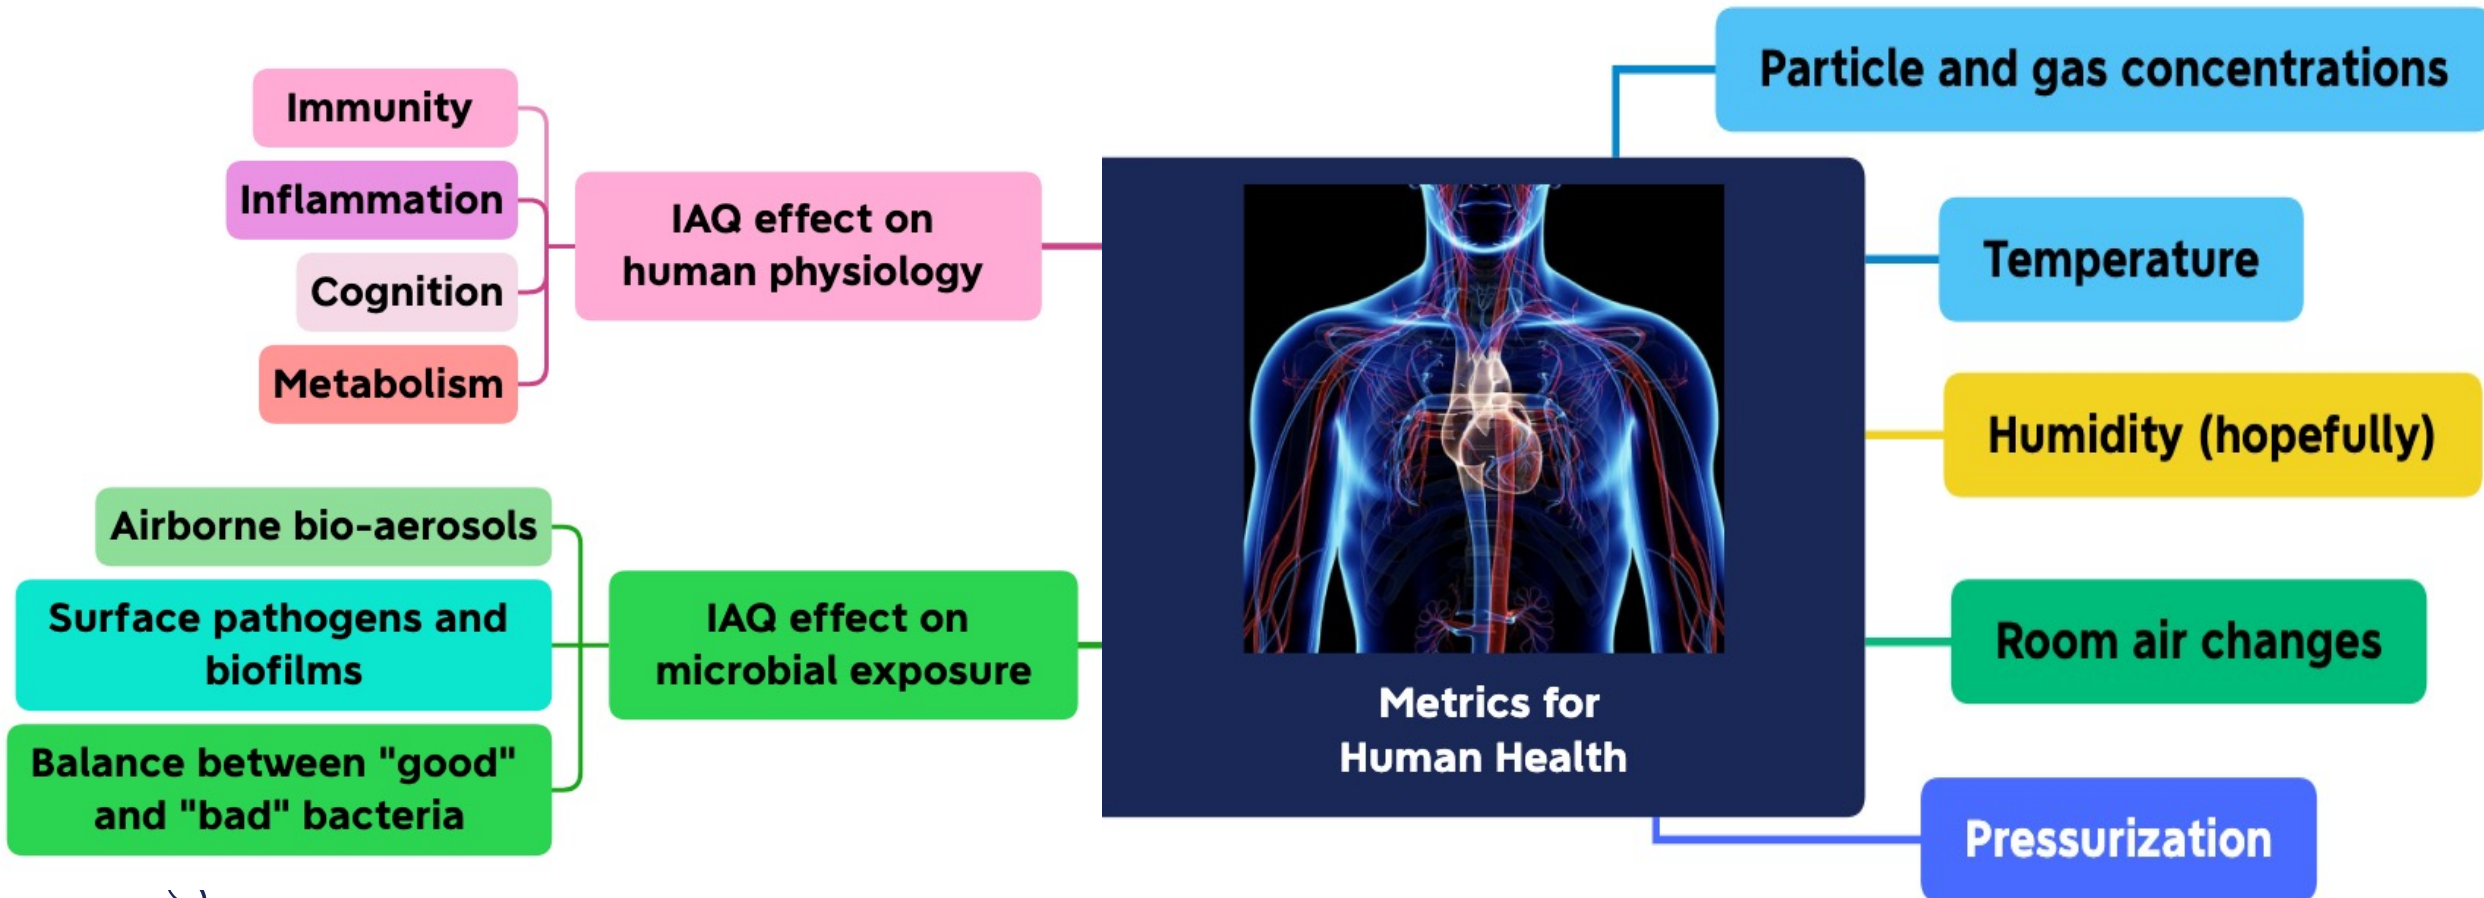 Immunity
Inflammation
Cognition
Metabolism
IAQ effect on
human physiology
Airborne bio-aerosols
Surface pathogens and
biofilms
Balance between "good"
and "bad" bacteria
IAQ effect on
microbial exposure
Metrics for
Human Health
Particle and gas concentrations
Temperature
Humidity (hopefully)
Room air changes
Pressurization